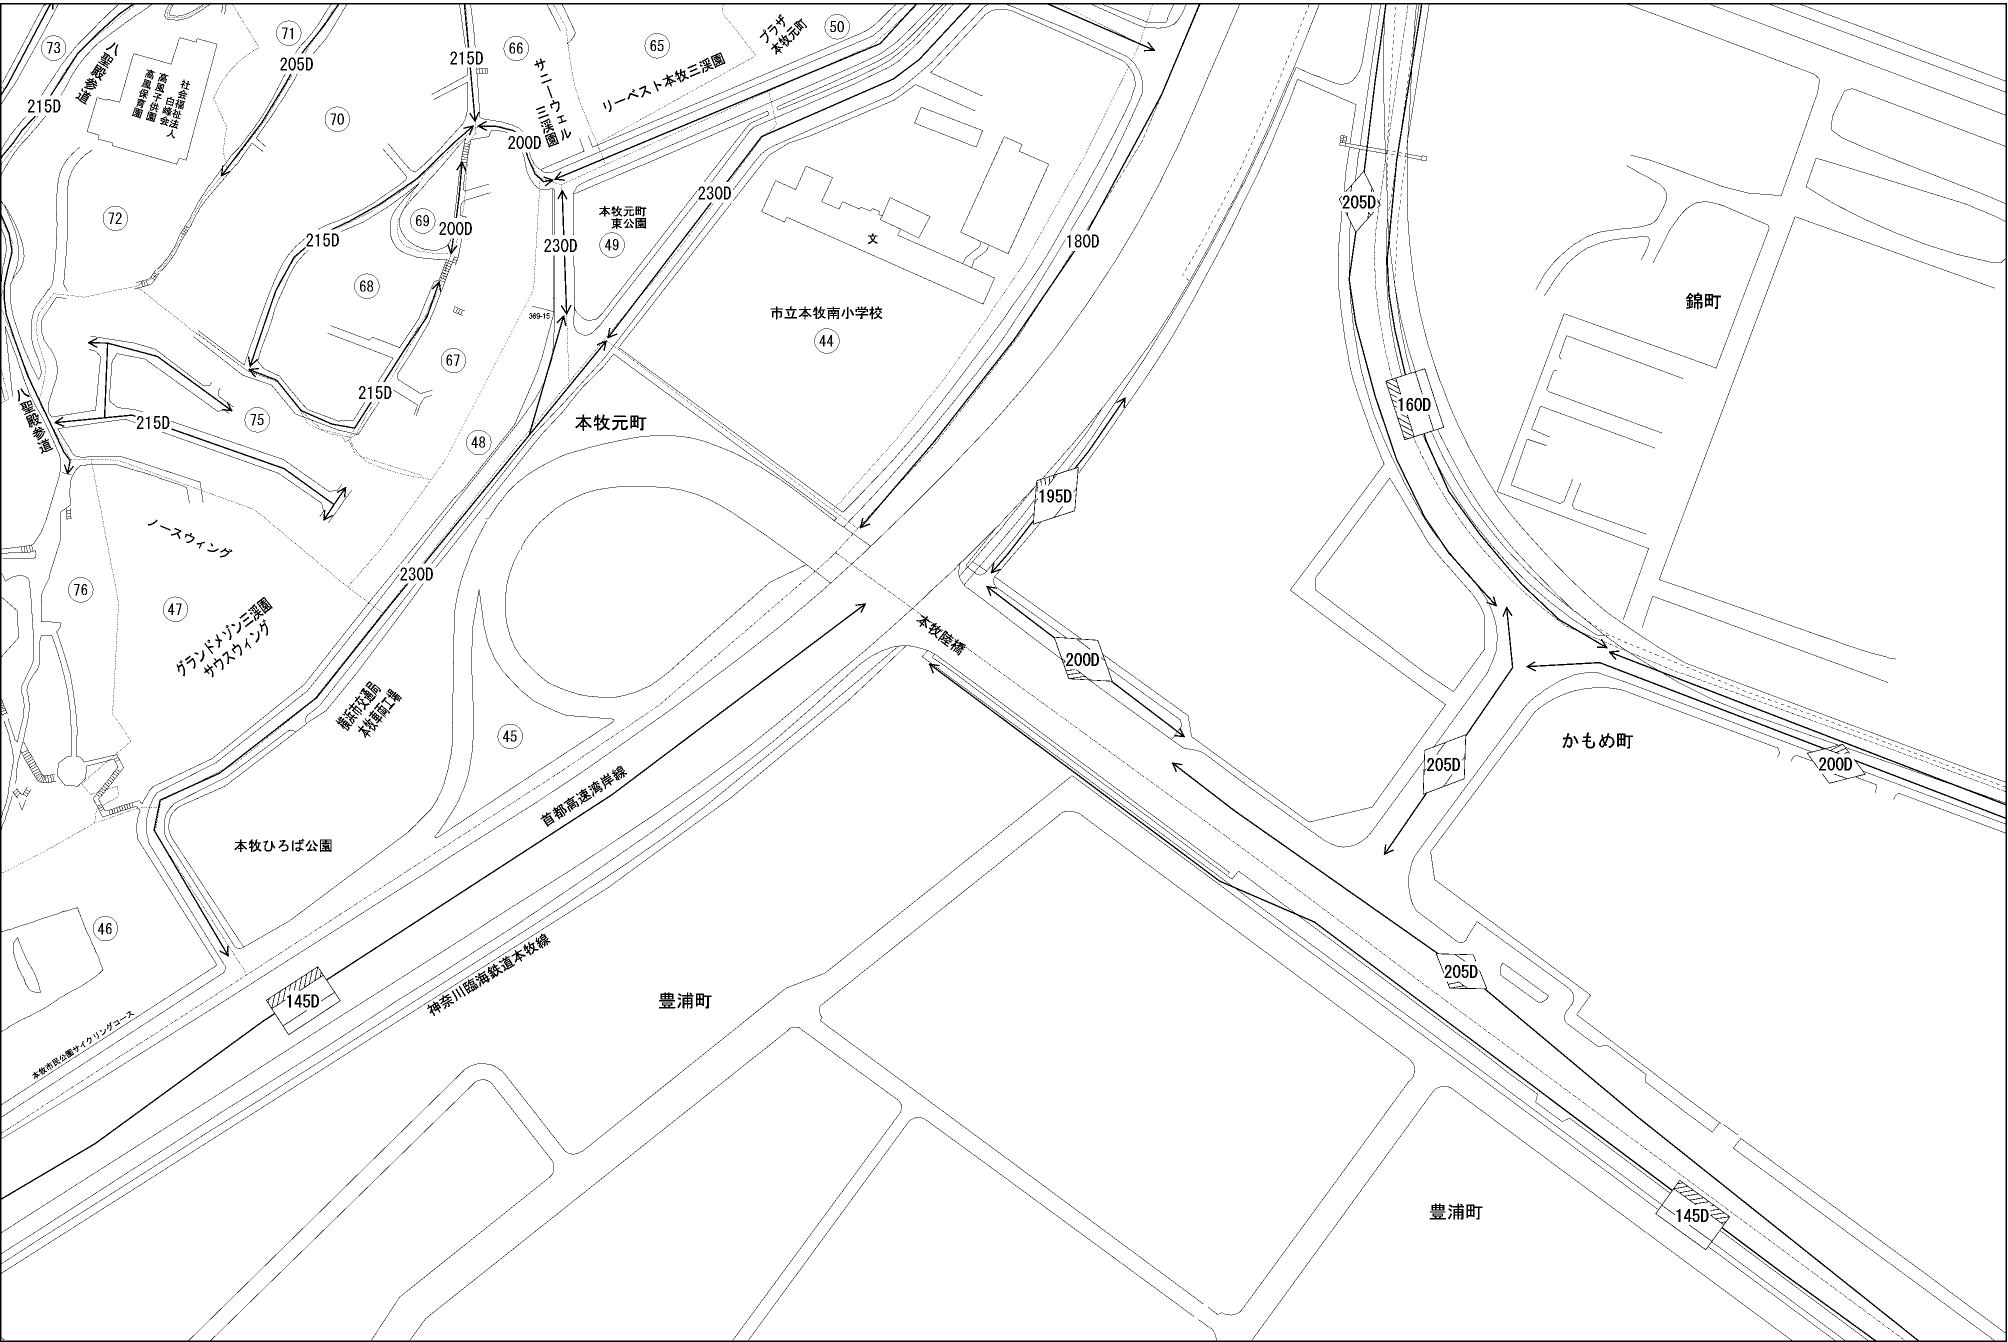 73
八聖殿参道
社会福祉法人
白峰会
高風子供園
高風保育園
71
205D
215D
66
サニーウェル
三渓園
65
リーベスト本牧三渓園
プラザ
本牧元町
50
215D
70
200D
72
69
200D
215D
68
230D
本牧元町
東公園
49
230D
文
市立本牧南小学校
44
180D
205D
錦町
369-15
67
215D
160D
八聖殿参道
215D
75
本牧元町
48
195D
ノースウィング
76
47
グランドメゾン三渓園
サウスウィング
230D
本牧陸橋
200D
横浜市交通局
本牧車両工場
45
かもめ町
205D
200D
首都高速湾岸線
本牧ひろば公園
46
神奈川臨海鉄道本牧線
145D
豊浦町
205D
本牧市民公園サイクリングコース
豊浦町
145D